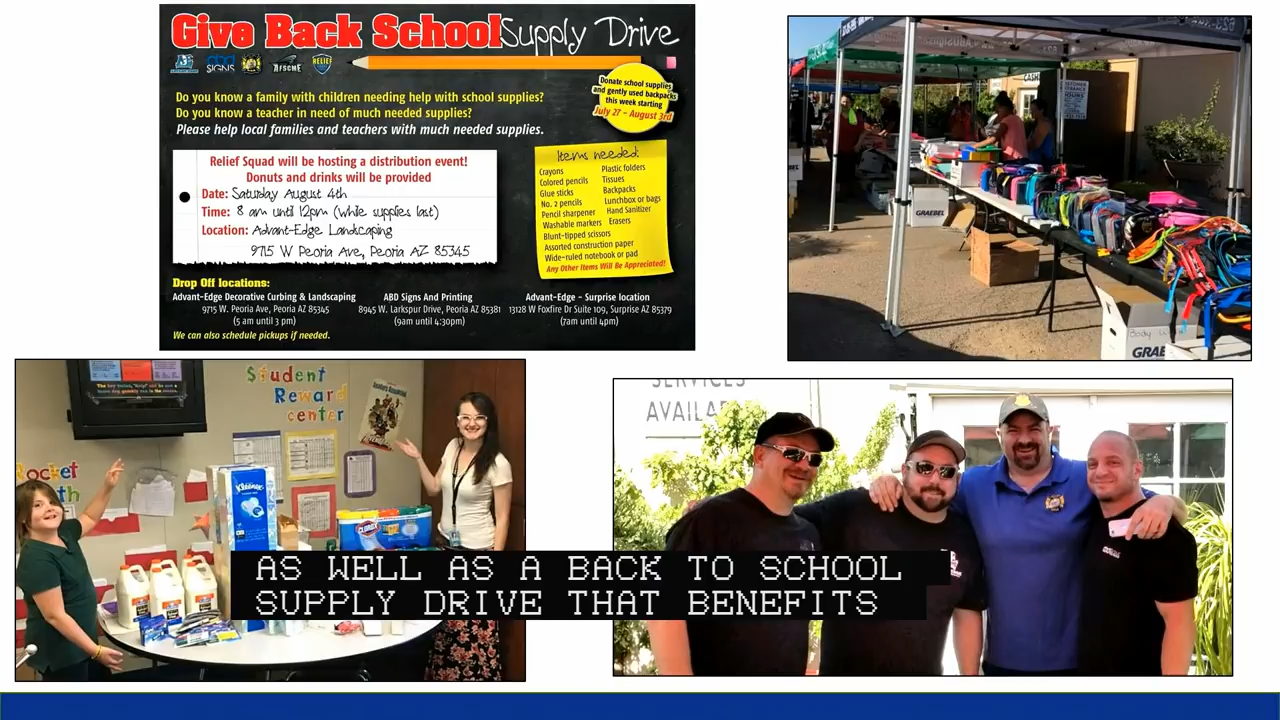 Give Back School Supply Drive
SIGNS
AFSCME
RELIEF
Do you know a family with children needing help with school supplies?
Do you know a teacher in need of much needed supplies?
Please help local families and teachers with much needed supplies.
Donate school supplies
and gently used backpacks
this week starting
July 27 - August 3rd
Relief Squad will be hosting a distribution event!
Donuts and drinks will be provided
Date: Saturday August 4th
Time: 8 am until 12pm (while supplies last)
Location: Advant-Edge Landscaping
9715 W Peoria Ave, Peoria AZ 85345
Items needed:
Crayons
Colored pencils
Glue sticks
No. 2 pencils
Pencil sharpener
Washable markers
Blunt-tipped scissors
Assorted construction paper
Wide-ruled notebook or pad
Plastic folders
Tissues
Backpacks
Lunchbox or bags
Hand Sanitizer
Erasers
Any Other Items Will Be Appreciated!
Drop Off locations:
Advant-Edge Decorative Curbing & Landscaping
9715 W. Peoria Ave, Peoria AZ 85345
(5 am until 3 pm)
ABD Signs And Printing
8945 W. Larkspur Drive, Peoria AZ 85381
(9am until 4:30pm)
Advant-Edge - Surprise location
13128 W Foxfire Dr Suite 109, Surprise AZ 85379
(7am until 4pm)
We can also schedule pickups if needed.
CUSTOMER
ENTRANCE
HOURS
GRAEBEL
Body W
GRAE
Student
Reward
center
Kleenex
CLOROX
SERVICES
AVAILA
AS WELL AS A BACK TO SCHOOL
SUPPLY DRIVE THAT BENEFITS